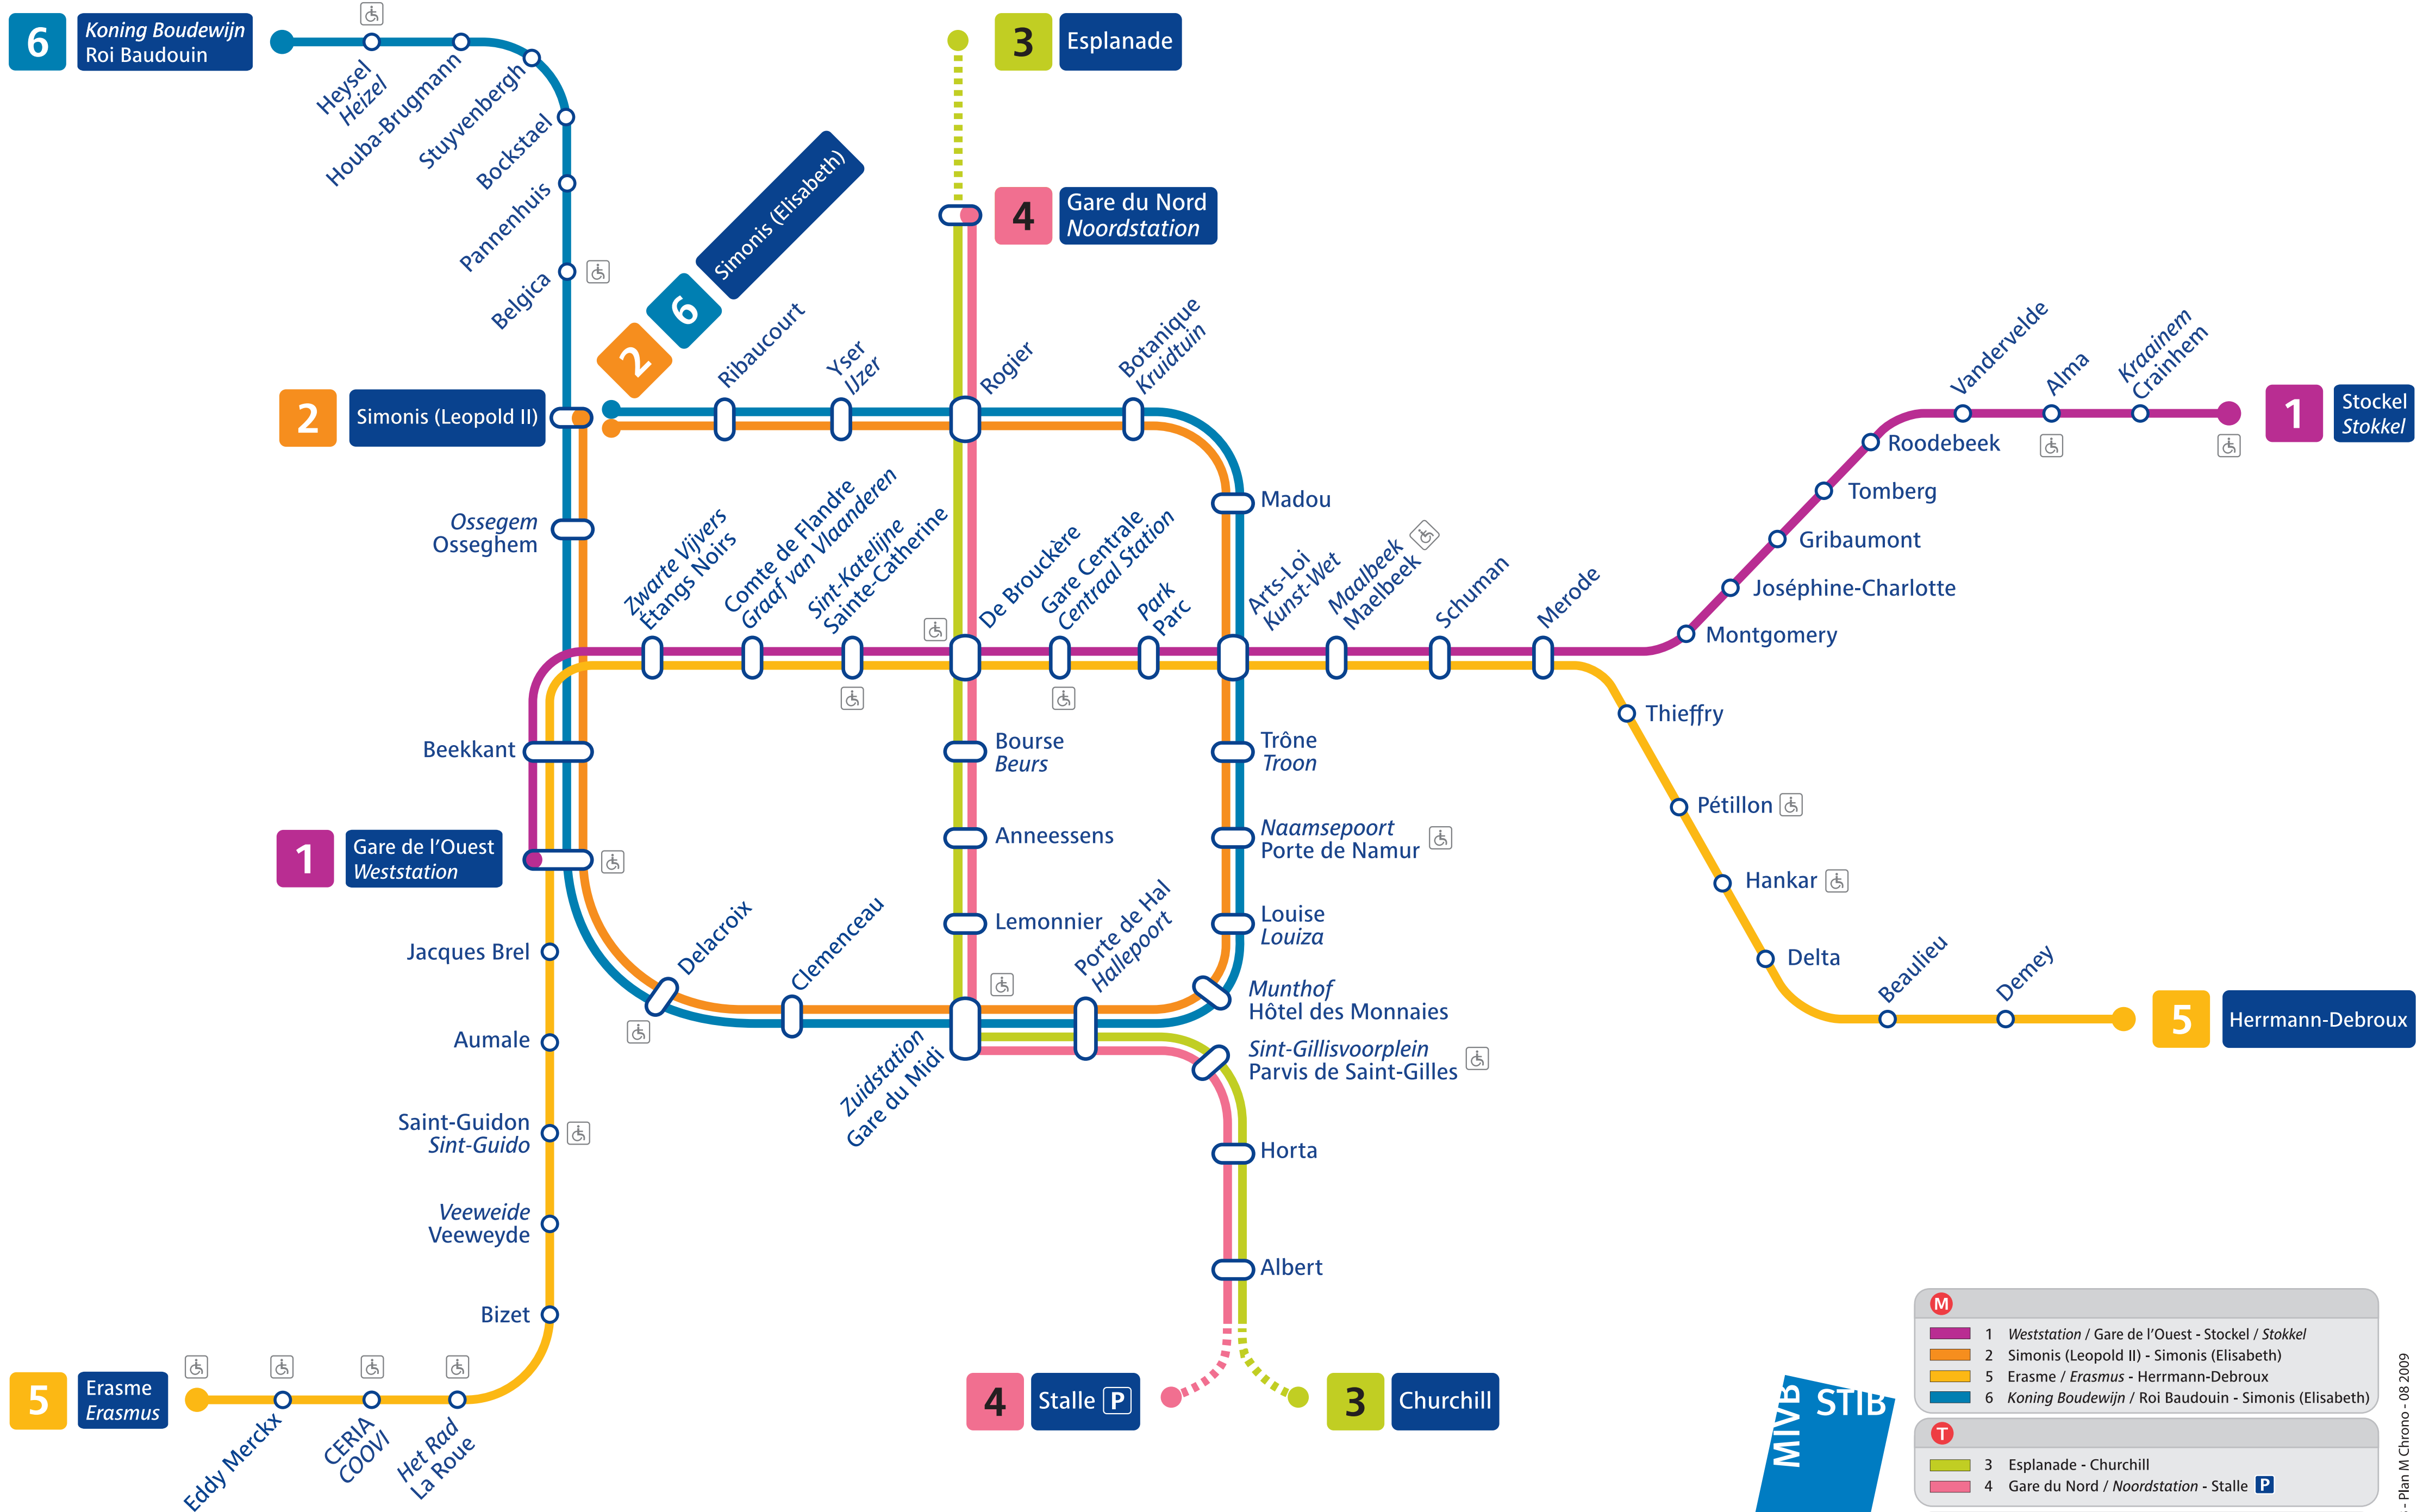 6
Koning Boudewijn
Roi Baudouin
Heysel
Heizel
Houba-Brugmann
Stuyvenbergh
Bockstael
Pannenhuis
Belgica
3
Esplanade
4
Gare du Nord
Noordstation
2
6
Simonis (Elisabeth)
2
Simonis (Leopold II)
Ribaucourt
Yser
IJzer
Rogier
Botanique
Kruidtuin
Madou
Ossegem
Osseghem
Zwarte Vijvers
Étangs Noirs
Comte de Flandre
Graaf van Vlaanderen
Sint-Katelijne
Sainte-Catherine
De Brouckère
Gare Centrale
Centraal Station
Park
Parc
Arts-Loi
Kunst-Wet
Maalbeek
Maelbeek
Schuman
Merode
Vandervelde
Alma
Kraainem
Crainhem
1
Stockel
Stokkel
Roodebeek
Tomberg
Gribaumont
Joséphine-Charlotte
Montgomery
Thieffry
Pétillon
Hankar
Delta
Beaulieu
Demey
5
Herrmann-Debroux
Beekkant
1
Gare de l'Ouest
Weststation
Bourse
Beurs
Anneessens
Lemonnier
Trône
Troon
Naamsepoort
Porte de Namur
Louise
Louiza
Munthof
Hôtel des Monnaies
Sint-Gillisvoorplein
Parvis de Saint-Gilles
Delacroix
Clemenceau
Porte de Hal
Hallepoort
Zuidstation
Gare du Midi
Horta
Albert
Jacques Brel
Aumale
Saint-Guidon
Sint-Guido
Veeweide
Veeweyde
Bizet
5
Erasme
Erasmus
Eddy Merckx
CERIA
COOVI
Het Rad
La Roue
4
Stalle P
3
Churchill
MIVB
STIB
M
1 Weststation / Gare de l'Ouest - Stockel / Stokkel
2 Simonis (Leopold II) - Simonis (Elisabeth)
5 Erasme / Erasmus - Herrmann-Debroux
6 Koning Boudewijn / Roi Baudouin - Simonis (Elisabeth)
T
3 Esplanade - Churchill
4 Gare du Nord / Noordstation - Stalle P
- Plan M Chrono - 08 2009